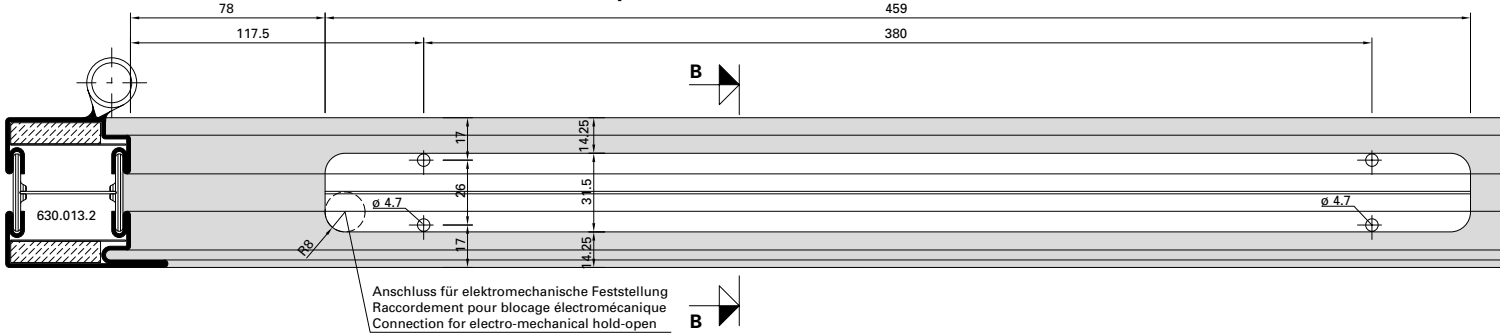 78
459
117.5
380
B
17
14.25
26
31.5
630.013.2
ø 4.7
ø 4.7
R8
17
14.25
Anschluss für elektromechanische Feststellung
Raccordement pour blocage électromécanique
Connection for electro-mechanical hold-open
B